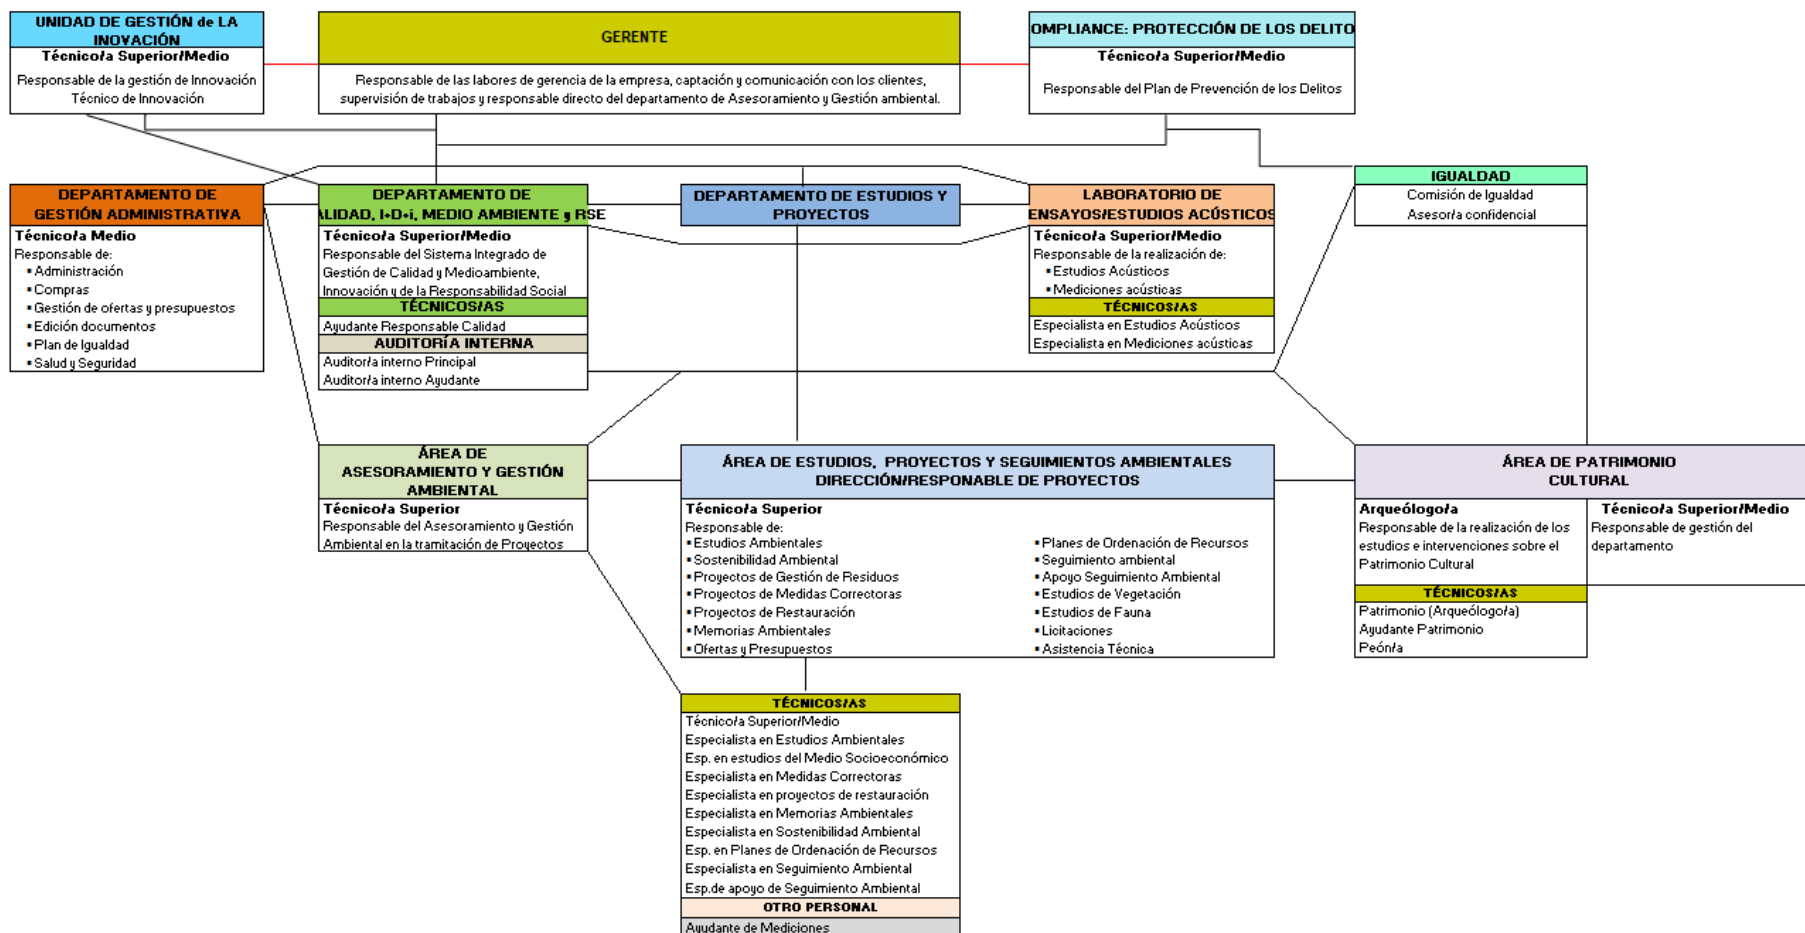 UNIDAD DE GESTIÓN de LA
INOVACIÓN
Técnico/a Superior/Medio
Responsable de la gestión de Innovación
Técnico de Innovación
GERENTE
Responsable de las labores de gerencia de la empresa, captación y comunicación con los clientes,
supervisión de trabajos y responsable directo del departamento de Asesoramiento y Gestión ambiental.
OMPLIANCE: PROTECCIÓN DE LOS DELITO
Técnico/a Superior/Medio
Responsable del Plan de Prevención de los Delitos
DEPARTAMENTO DE
GESTIÓN ADMINISTRATIVA
Técnico/a Medio
Responsable de:
▪ Administración
▪ Compras
▪ Gestión de ofertas y presupuestos
▪ Edición documentos
▪ Plan de Igualdad
▪ Salud y Seguridad
DEPARTAMENTO DE
ALIDAD, I+D+i, MEDIO AMBIENTE y RSE
Técnico/a Superior/Medio
Responsable del Sistema Integrado de
Gestión de Calidad y Medioambiente,
Innovación y de la Responsabilidad Social
TÉCNICOS/AS
Ayudante Responsable Calidad
AUDITORÍA INTERNA
Auditor/a interno Principal
Auditor/a interno Ayudante
DEPARTAMENTO DE ESTUDIOS Y
PROYECTOS
LABORATORIO DE
ENSAYOS/ESTUDIOS ACÚSTICOS
Técnico/a Superior/Medio
Responsable de la realización de:
▪ Estudios Acústicos
▪ Mediciones acústicas
TÉCNICOS/AS
Especialista en Estudios Acústicos
Especialista en Mediciones acústicas
IGUALDAD
Comisión de Igualdad
Asesor/a confidencial
ÁREA DE
ASESORAMIENTO Y GESTIÓN
AMBIENTAL
Técnico/a Superior
Responsable del Asesoramiento y Gestión
Ambiental en la tramitación de Proyectos
ÁREA DE ESTUDIOS, PROYECTOS Y SEGUIMIENTOS AMBIENTALES
DIRECCIÓN/RESPONABLE DE PROYECTOS
Técnico/a Superior
Responsable de:
▪ Estudios Ambientales
▪ Sostenibilidad Ambiental
▪ Proyectos de Gestión de Residuos
▪ Proyectos de Medidas Correctoras
▪ Proyectos de Restauración
▪ Memorias Ambientales
▪ Ofertas y Presupuestos
▪ Planes de Ordenación de Recursos
▪ Seguimiento ambiental
▪ Apoyo Seguimiento Ambiental
▪ Estudios de Vegetación
▪ Estudios de Fauna
▪ Licitaciones
▪ Asistencia Técnica
ÁREA DE PATRIMONIO
CULTURAL
Arqueólogo/a
Responsable de la realización de los
estudios e intervenciones sobre el
Patrimonio Cultural
Técnico/a Superior/Medio
Responsable de gestión del
departamento
TÉCNICOS/AS
Patrimonio (Arqueólogo/a)
Ayudante Patrimonio
Peón/a
TÉCNICOS/AS
Técnico/a Superior/Medio
Especialista en Estudios Ambientales
Esp. en estudios del Medio Socioeconómico
Especialista en Medidas Correctoras
Especialista en proyectos de restauración
Especialista en Memorias Ambientales
Especialista en Sostenibilidad Ambiental
Esp. en Planes de Ordenación de Recursos
Especialista en Seguimiento Ambiental
Esp.de apoyo de Seguimiento Ambiental
OTRO PERSONAL
Ayudante de Mediciones